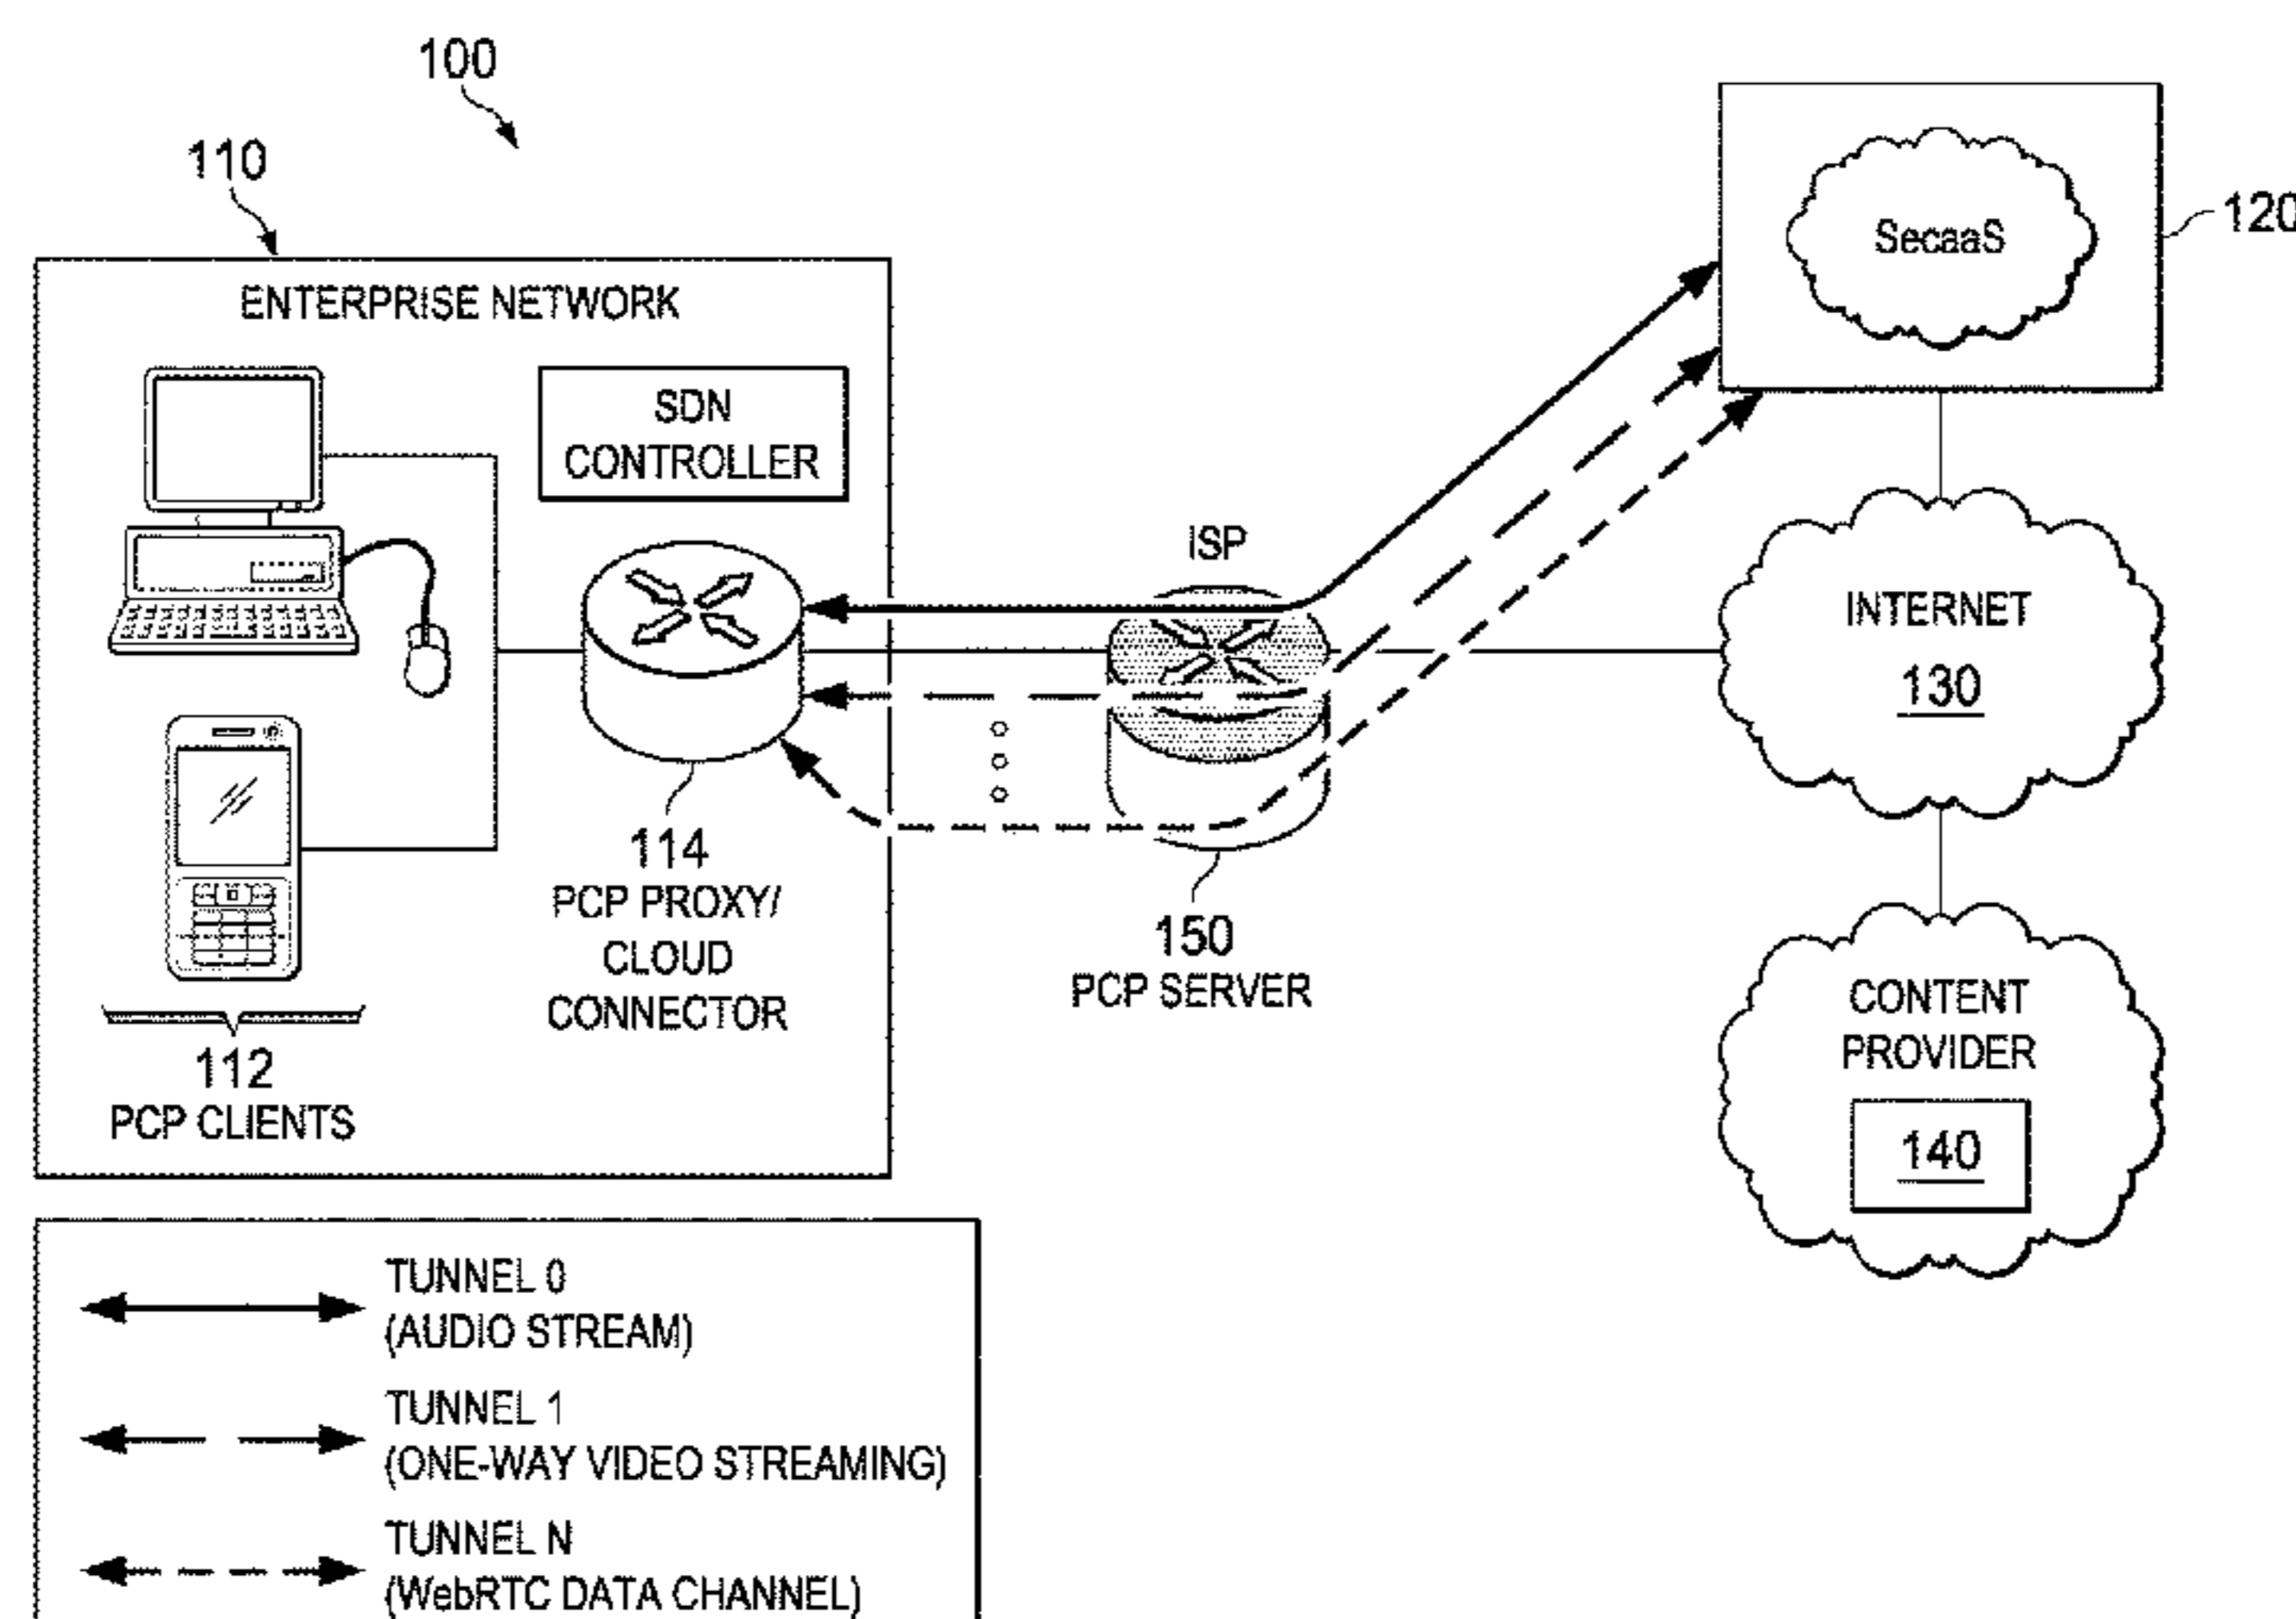 100
110
ENTERPRISE NETWORK
SDN
CONTROLLER
114
PCP PROXY/
CLOUD
CONNECTOR
112
PCP CLIENTS
ISP
150
PCP SERVER
SecaaS
120
INTERNET
130
CONTENT
PROVIDER
140
TUNNEL 0
(AUDIO STREAM)
TUNNEL 1
(ONE-WAY VIDEO STREAMING)
TUNNEL N
(WebRTC DATA CHANNEL)